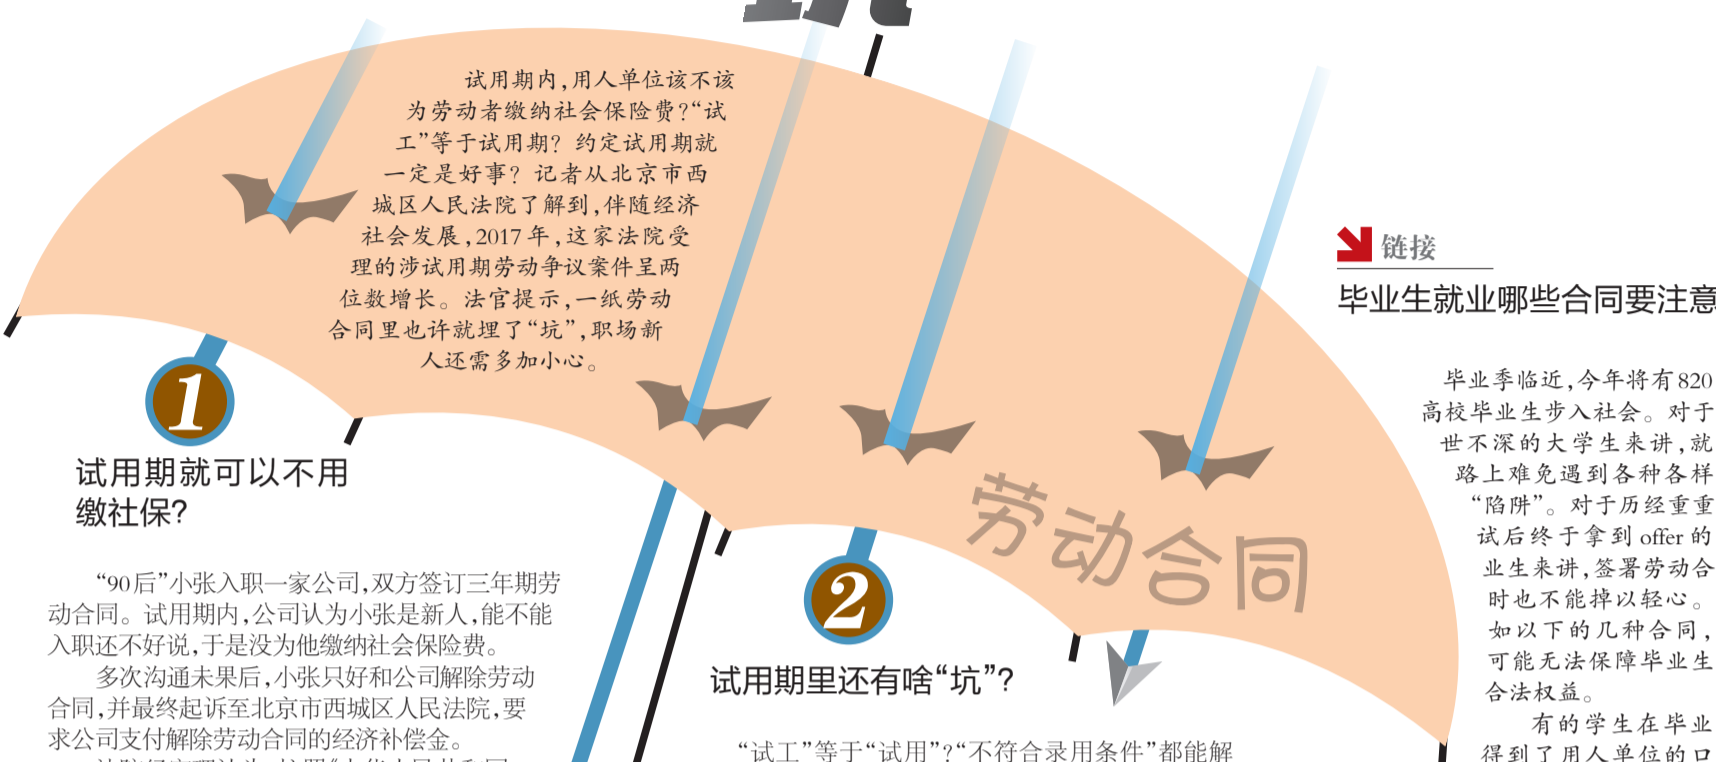 试用期内,用人单位该不该
为劳动者缴纳社会保险费?“试
工”等于试用期? 约定试用期就
一定是好事? 记者从北京市西
城区人民法院了解到,伴随经济
社会发展,2017年,这家法院受
理的涉试用期劳动争议案件呈两
位数增长。法官提示,一纸劳动
合同里也许就埋了“坑”,职场新
人还需多加小心。
1
试用期就可以不用
缴社保?
“90后”小张入职一家公司,双方签订三年期劳
动合同。试用期内,公司认为小张是新人,能不能
入职还不好说,于是没为他缴纳社会保险费。
多次沟通未果后,小张只好和公司解除劳动
合同,并最终起诉至北京市西城区人民法院,要
求公司支付解除劳动合同的经济补偿金。
劳动合同
2
试用期里还有啥“坑”?
“试工”等于“试用”?“不符合录用条件”都能解
链接
毕业生就业哪些合同要注意
毕业季临近,今年将有820
高校毕业生步入社会。对于
世不深的大学生来讲,就
路上难免遇到各种各样
“陷阱”。对于历经重重
试后终于拿到offer的
业生来讲,签署劳动合
时也不能掉以轻心。
如以下的几种合同,
可能无法保障毕业生
合法权益。
有的学生在毕业
得到了用人单位的口